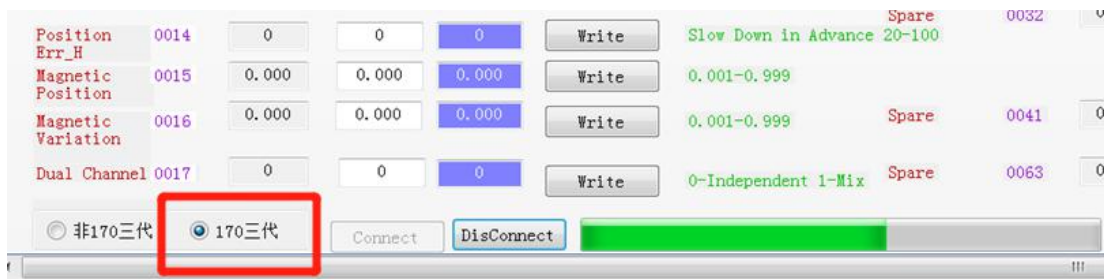 Spare 0032 0
Position Err_H 0014 0 0 0 Write Slow Down in Advance 20-100
Magnetic Position 0015 0.000 0.000 0.000 Write 0.001-0.999
Magnetic Variation 0016 0.000 0.000 0.000 Write 0.001-0.999 Spare 0041 0
Dual Channel 0017 0 0 0 Write 0-Independent 1-Mix Spare 0063 0
非170三代 170三代 Connect DisConnect